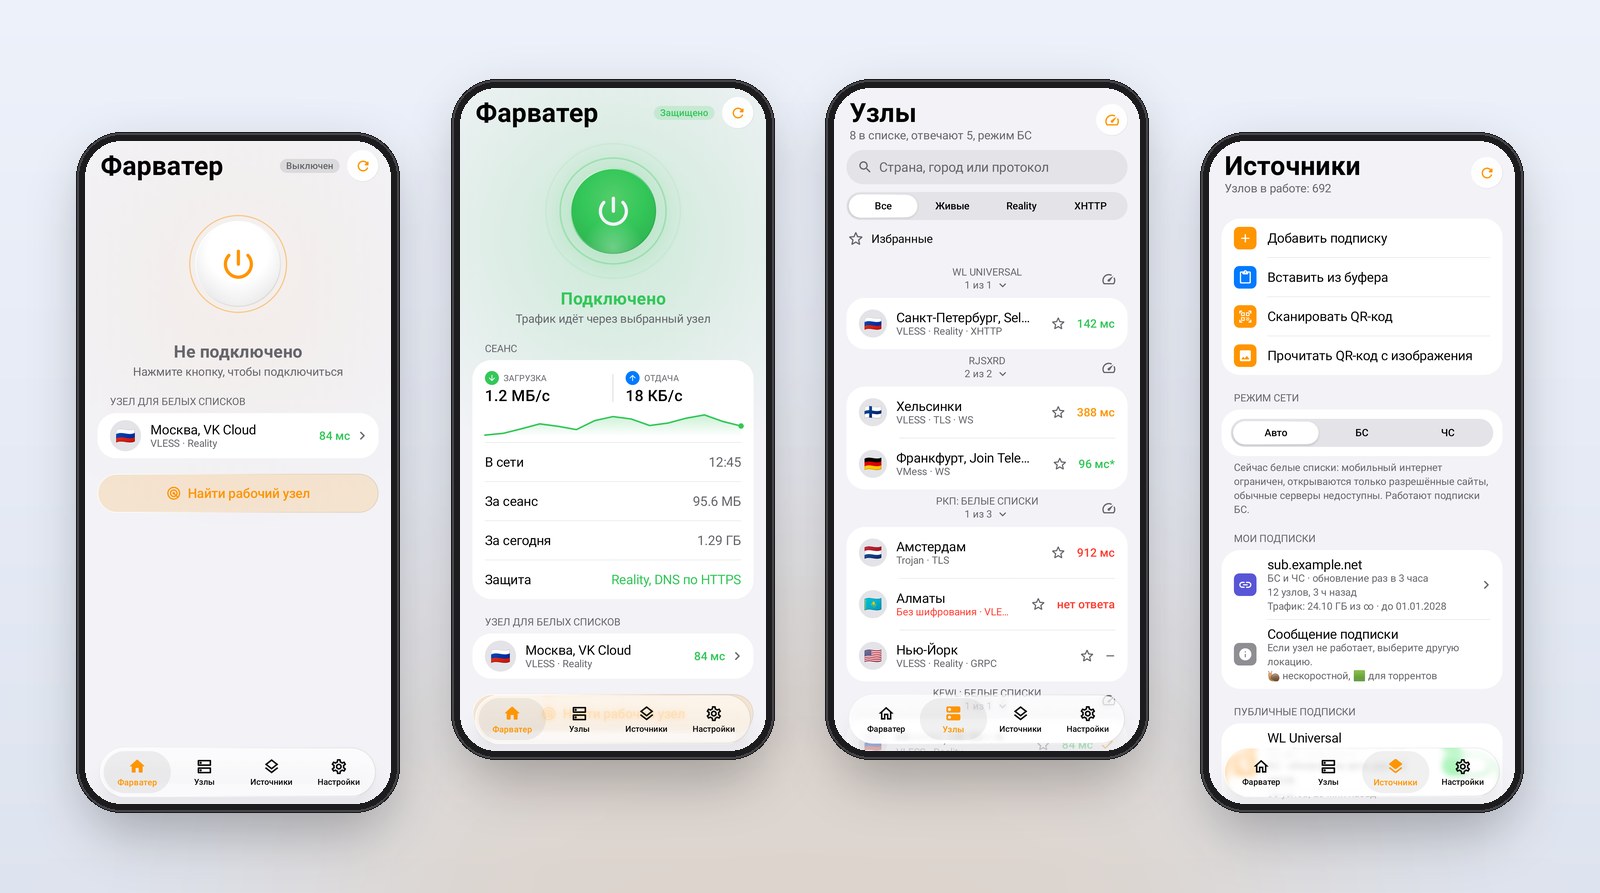 Фарватер
Выключен
Не подключено
Нажмите кнопку, чтобы подключиться
УЗЕЛ ДЛЯ БЕЛЫХ СПИСКОВ
Москва, VK Cloud
VLESS · Reality
84 мс
Найти рабочий узел
Фарватер
Узлы
Источники
Настройки
Фарватер
Защищено
Подключено
Трафик идёт через выбранный узел
СЕАНС
ЗАГРУЗКА
1.2 МБ/с
ОТДАЧА
18 КБ/с
В сети
12:45
За сеанс
95.6 МБ
За сегодня
1.29 ГБ
Защита
Reality, DNS по HTTPS
УЗЕЛ ДЛЯ БЕЛЫХ СПИСКОВ
Москва, VK Cloud
VLESS · Reality
84 мс
Фарватер
Узлы
Источники
Настройки
Узлы
8 в списке, отвечают 5, режим БС
Страна, город или протокол
Все
Живые
Reality
XHTTP
Избранные
WL UNIVERSAL
1 из 1
Санкт-Петербург, Sel...
VLESS · Reality · XHTTP
142 мс
RJSXRD
2 из 2
Хельсинки
VLESS · TLS · WS
388 мс
Франкфурт, Join Tele...
VMess · WS
96 мс*
РКП: БЕЛЫЕ СПИСКИ
1 из 3
Амстердам
Trojan · TLS
912 мс
Алматы
Без шифрования · VLE...
нет ответа
Нью-Йорк
VLESS · Reality · GRPC
–
БЕЛЫЕ СПИСКИ
1 из 1
84 мс
Фарватер
Узлы
Источники
Настройки
Источники
Узлов в работе: 692
Добавить подписку
Вставить из буфера
Сканировать QR-код
Прочитать QR-код с изображения
РЕЖИМ СЕТИ
Авто
БС
ЧС
Сейчас белые списки: мобильный интернет
ограничен, открываются только разрешённые сайты,
обычные серверы недоступны. Работают подписки
БС.
МОИ ПОДПИСКИ
sub.example.net
БС и ЧС · обновление раз в 3 часа
12 узлов, 3 ч назад
Трафик: 24.10 ГБ из ∞ · до 01.01.2028
Сообщение подписки
Если узел не работает, выберите другую
локацию.
🐌 нескоростной, 🟩 для торрентов
ПУБЛИЧНЫЕ ПОДПИСКИ
WL Universal
Фарватер
Узлы
Источники
Настройки